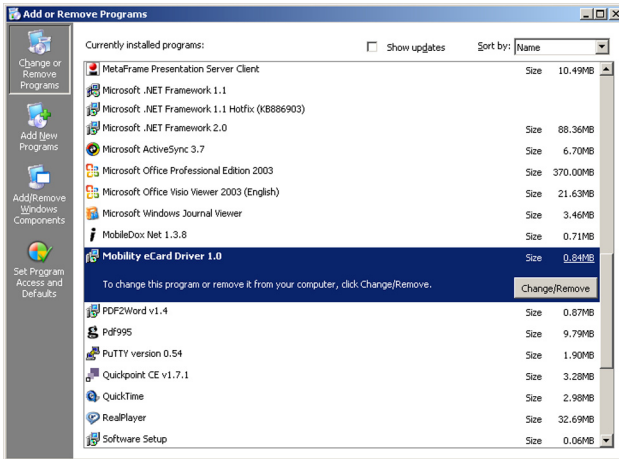 Add or Remove Programs
Change or
Remove
Programs
Add New
Programs
Add/Remove
Windows
Components
Set Program
Access and
Defaults
Currently installed programs:
Show updates
Sort by: Name
MetaFrame Presentation Server Client Size 10.49MB
Microsoft .NET Framework 1.1
Microsoft .NET Framework 1.1 Hotfix (KB886903)
Microsoft .NET Framework 2.0 Size 88.36MB
Microsoft ActiveSync 3.7 Size 6.70MB
Microsoft Office Professional Edition 2003 Size 370.00MB
Microsoft Office Visio Viewer 2003 (English) Size 21.63MB
Microsoft Windows Journal Viewer Size 3.46MB
MobileDox Net 1.3.8 Size 0.71MB
Mobility eCard Driver 1.0 Size 0.84MB
To change this program or remove it from your computer, click Change/Remove. Change/Remove
PDF2Word v1.4 Size 0.87MB
Pdf995 Size 9.79MB
PuTTY version 0.54 Size 1.90MB
Quickpoint CE v1.7.1 Size 3.28MB
QuickTime Size 2.98MB
RealPlayer Size 32.69MB
Software Setup Size 0.06MB